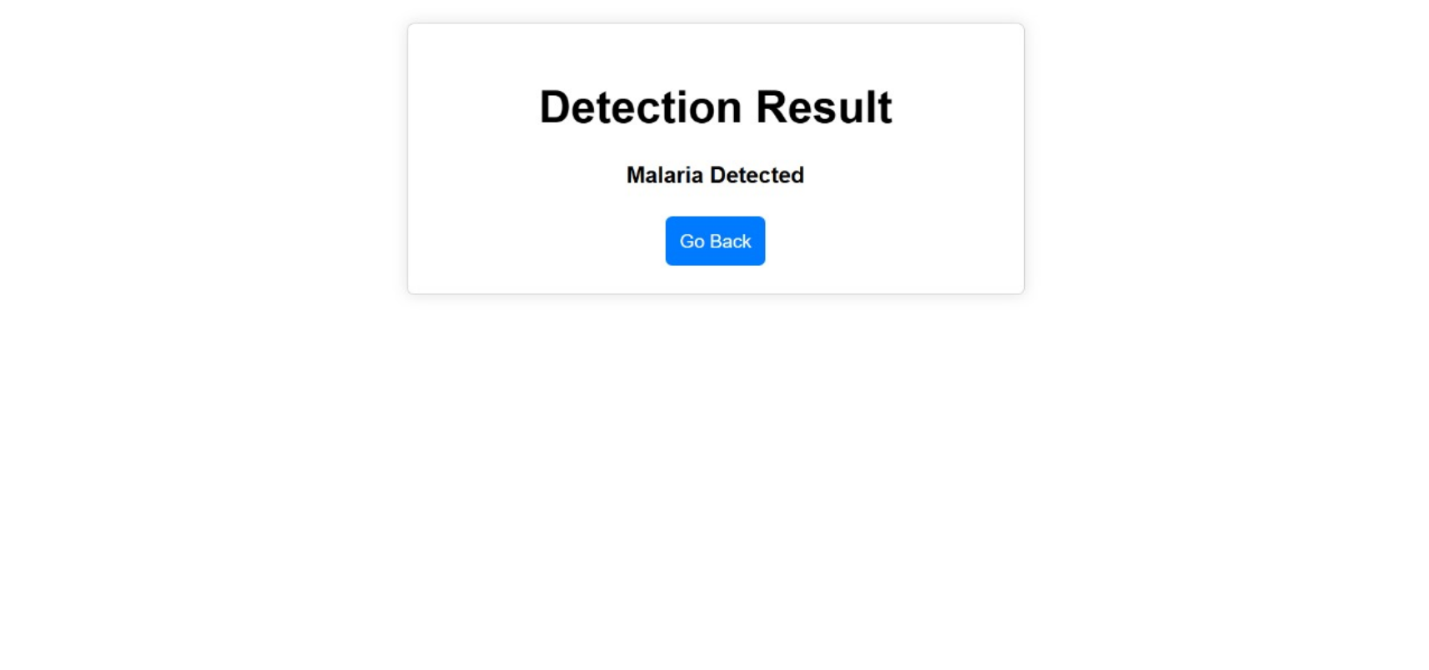 Detection Result
Malaria Detected
Go Back